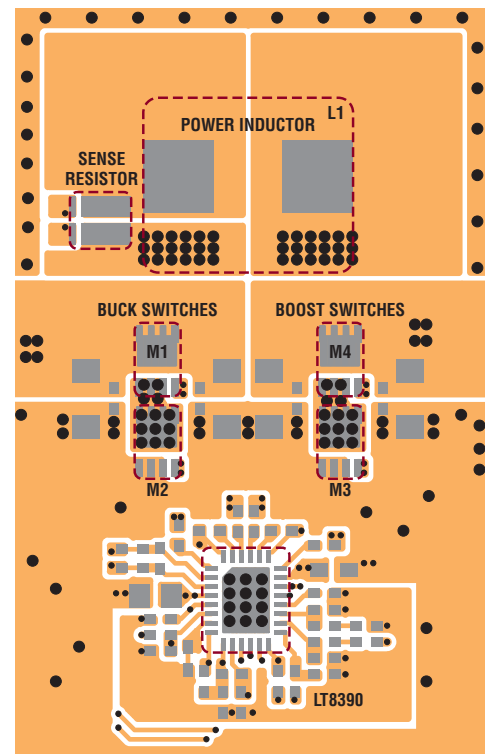 L1
POWER INDUCTOR
SENSE
RESISTOR
BUCK SWITCHES
BOOST SWITCHES
M1
M4
M2
M3
LT8390